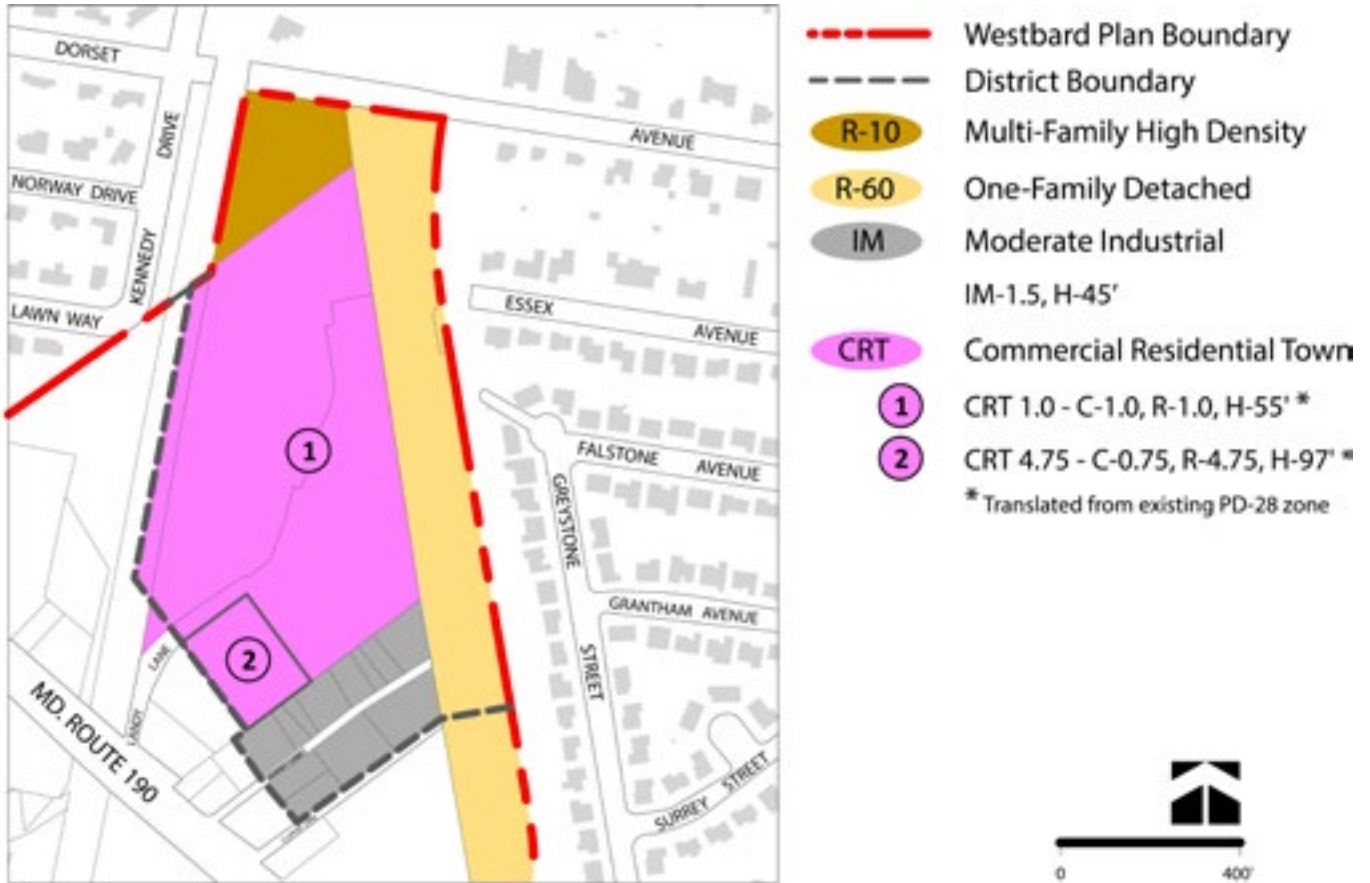 DORSET
AVENUE
DRIVE
NORWAY DRIVE
KENNEDY
LAWN WAY
ESSEX
AVENUE
1
FALSTONE
AVENUE
GREYSTONE
GRANTHAM AVENUE
STREET
2
LANE
LANDY
MD. ROUTE 190
SURREY STREET
Westbard Plan Boundary
District Boundary
R-10 Multi-Family High Density
R-60 One-Family Detached
IM Moderate Industrial
IM-1.5, H-45'
CRT Commercial Residential Town
1 CRT 1.0 - C-1.0, R-1.0, H-55' *
2 CRT 4.75 - C-0.75, R-4.75, H-97' *
* Translated from existing PD-28 zone
0 400'